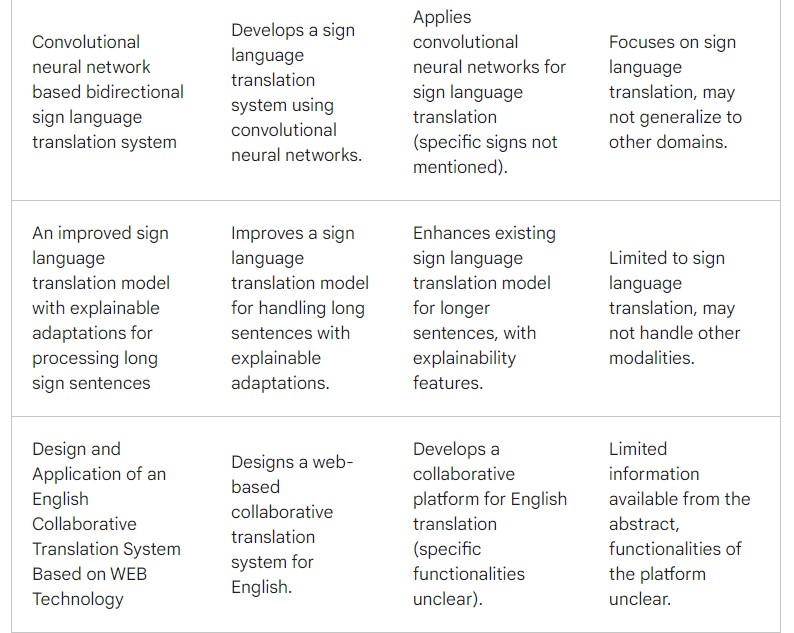 Convolutional
neural network
based bidirectional
sign language
translation system
Develops a sign
language
translation
system using
convolutional
neural networks.
Applies
convolutional
neural networks for
sign language
translation
(specific signs not
mentioned).
Focuses on sign
language
translation, may
not generalize to
other domains.
An improved sign
language
translation model
with explainable
adaptations for
processing long
sign sentences
Improves a sign
language
translation model
for handling long
sentences with
explainable
adaptations.
Enhances existing
sign language
translation model
for longer
sentences, with
explainability
features.
Limited to sign
language
translation, may
not handle other
modalities.
Design and
Application of an
English
Collaborative
Translation System
Based on WEB
Technology
Designs a web-
based
collaborative
translation
system for
English.
Develops a
collaborative
platform for English
translation
(specific
functionalities
unclear).
Limited
information
available from the
abstract,
functionalities of
the platform
unclear.